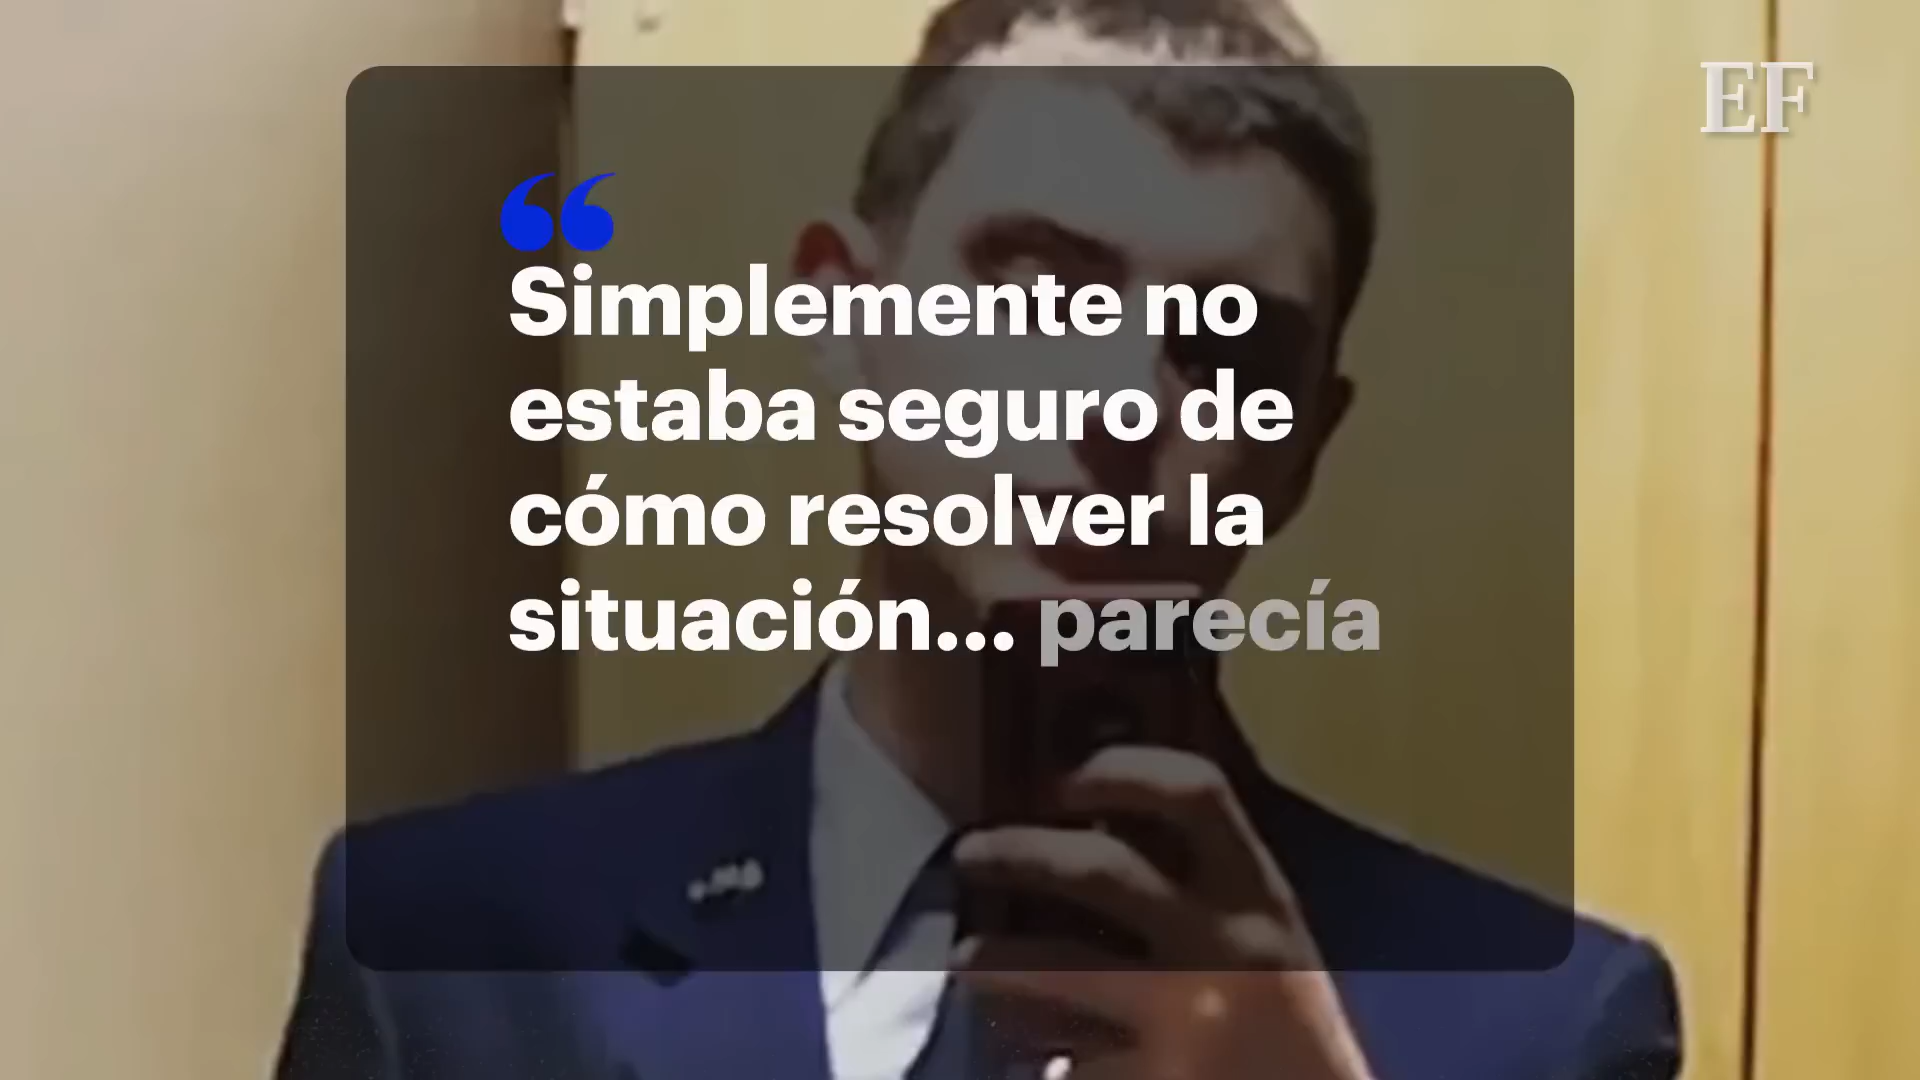 EF
“
Simplemente no
estaba seguro de
cómo resolver la
situación... parecía